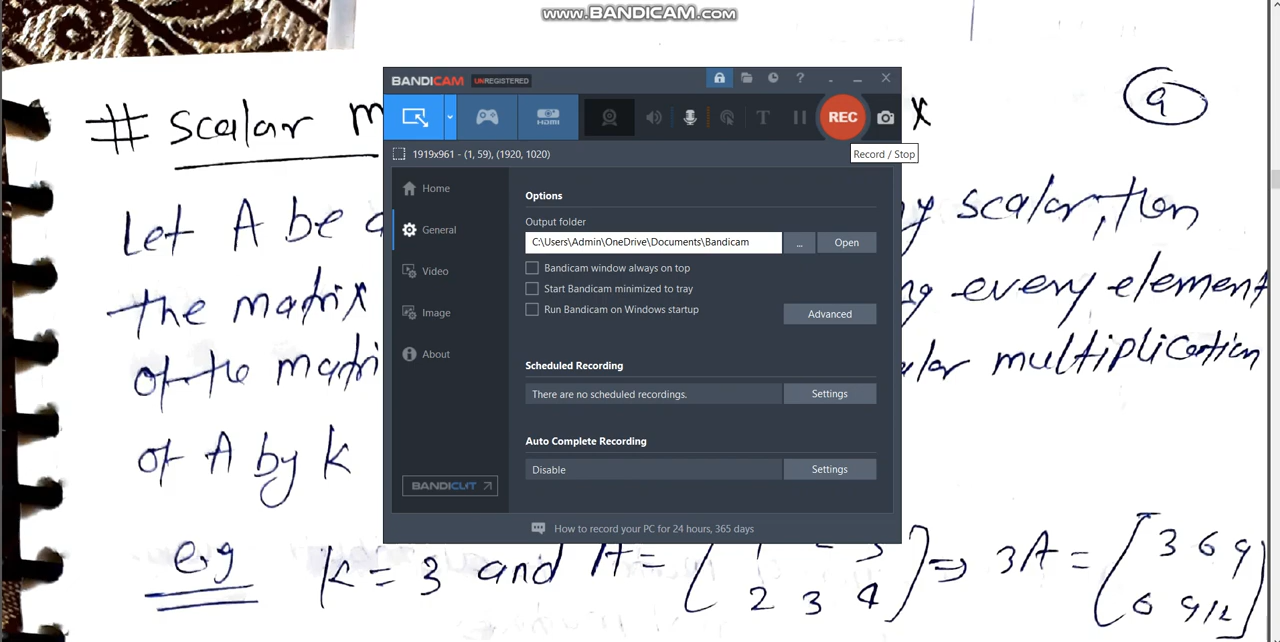 www.BANDICAM.com
# Scalar m x 9
BANDICAM UNREGISTERED
HDMI
REC
Record / Stop
1919x961 - (1, 59), (1920, 1020)
Home
General
Video
Image
About
BANDICUT
Options
Output folder
C:\Users\Admin\OneDrive\Documents\Bandicam
... Open
Bandicam window always on top
Start Bandicam minimized to tray
Run Bandicam on Windows startup
Advanced
Scheduled Recording
There are no scheduled recordings. Settings
Auto Complete Recording
Disable Settings
How to record your PC for 24 hours, 365 days
Let A be a scalar, then
the matrix ng every element
of the matri lar multiplication
of A by k
e.g k = 3 and A = 2 3 4 => 3A = 3 6 9
6 9 12